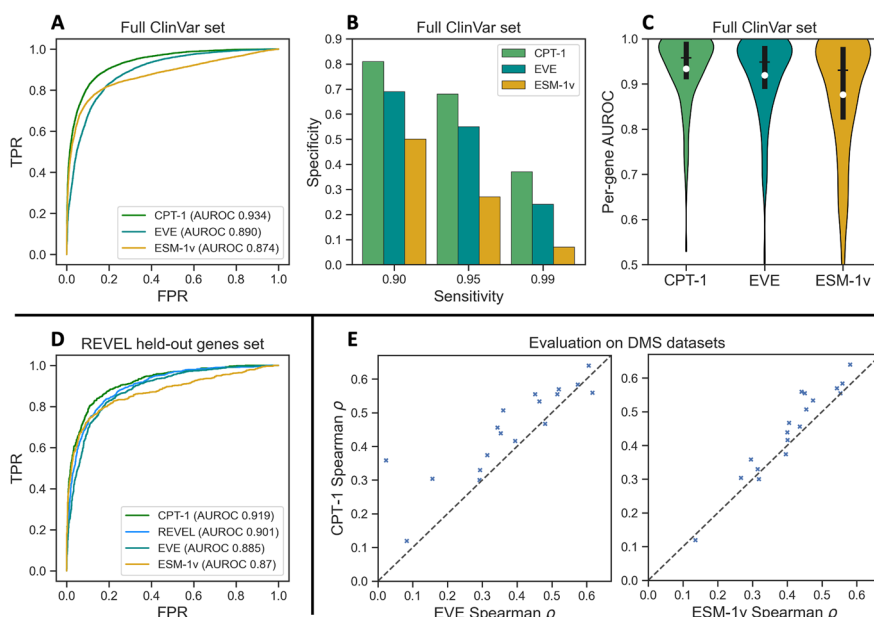 A Full ClinVar set
1.0
0.8
0.6
0.4
0.2
0.0
TPR
CPT-1 (AUROC 0.934)
EVE (AUROC 0.890)
ESM-1v (AUROC 0.874)
0.0 0.2 0.4 0.6 0.8 1.0
FPR
B Full ClinVar set
0.9
0.8
0.7
0.6
0.5
0.4
0.3
0.2
0.1
0.0
Specificity
CPT-1
EVE
ESM-1v
0.90 0.95 0.99
Sensitivity
C Full ClinVar set
1.0
0.9
0.8
0.7
0.6
0.5
Per-gene AUROC
CPT-1 EVE ESM-1v
D REVEL held-out genes set
1.0
0.8
0.6
0.4
0.2
0.0
TPR
CPT-1 (AUROC 0.919)
REVEL (AUROC 0.901)
EVE (AUROC 0.885)
ESM-1v (AUROC 0.87)
0.0 0.2 0.4 0.6 0.8 1.0
FPR
E Evaluation on DMS datasets
0.6
0.5
0.4
0.3
0.2
0.1
0.0
CPT-1 Spearman ρ
0.0 0.1 0.2 0.3 0.4 0.5 0.6
EVE Spearman ρ
0.6
0.5
0.4
0.3
0.2
0.1
0.0
0.0 0.1 0.2 0.3 0.4 0.5 0.6
ESM-1v Spearman ρ